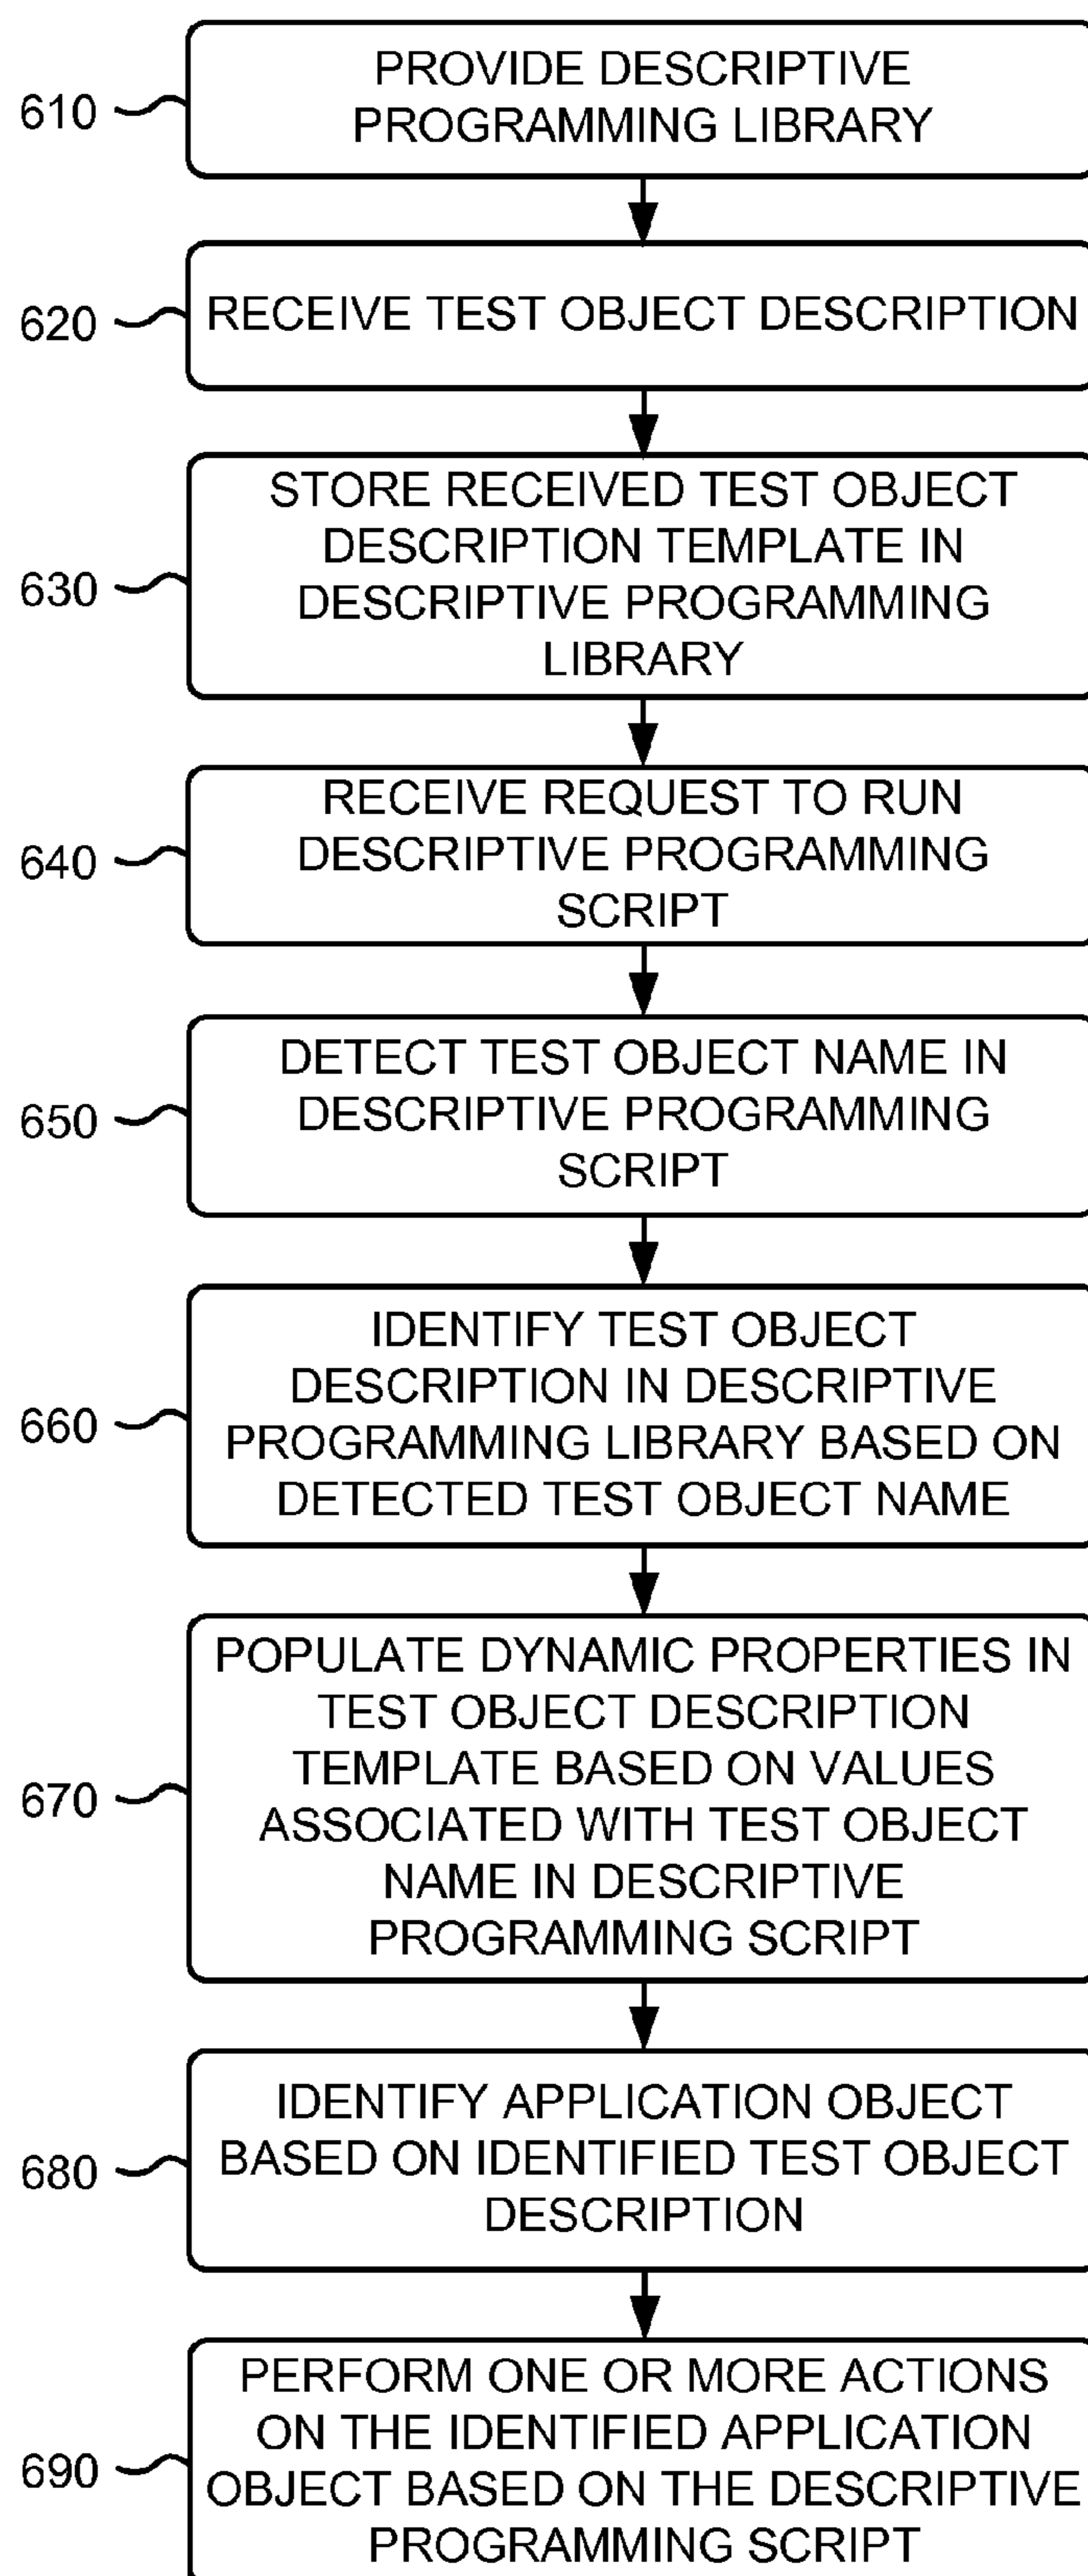 610
PROVIDE DESCRIPTIVE
PROGRAMMING LIBRARY
620
RECEIVE TEST OBJECT DESCRIPTION
630
STORE RECEIVED TEST OBJECT
DESCRIPTION TEMPLATE IN
DESCRIPTIVE PROGRAMMING
LIBRARY
640
RECEIVE REQUEST TO RUN
DESCRIPTIVE PROGRAMMING
SCRIPT
650
DETECT TEST OBJECT NAME IN
DESCRIPTIVE PROGRAMMING
SCRIPT
660
IDENTIFY TEST OBJECT
DESCRIPTION IN DESCRIPTIVE
PROGRAMMING LIBRARY BASED ON
DETECTED TEST OBJECT NAME
670
POPULATE DYNAMIC PROPERTIES IN
TEST OBJECT DESCRIPTION
TEMPLATE BASED ON VALUES
ASSOCIATED WITH TEST OBJECT
NAME IN DESCRIPTIVE
PROGRAMMING SCRIPT
680
IDENTIFY APPLICATION OBJECT
BASED ON IDENTIFIED TEST OBJECT
DESCRIPTION
690
PERFORM ONE OR MORE ACTIONS
ON THE IDENTIFIED APPLICATION
OBJECT BASED ON THE DESCRIPTIVE
PROGRAMMING SCRIPT